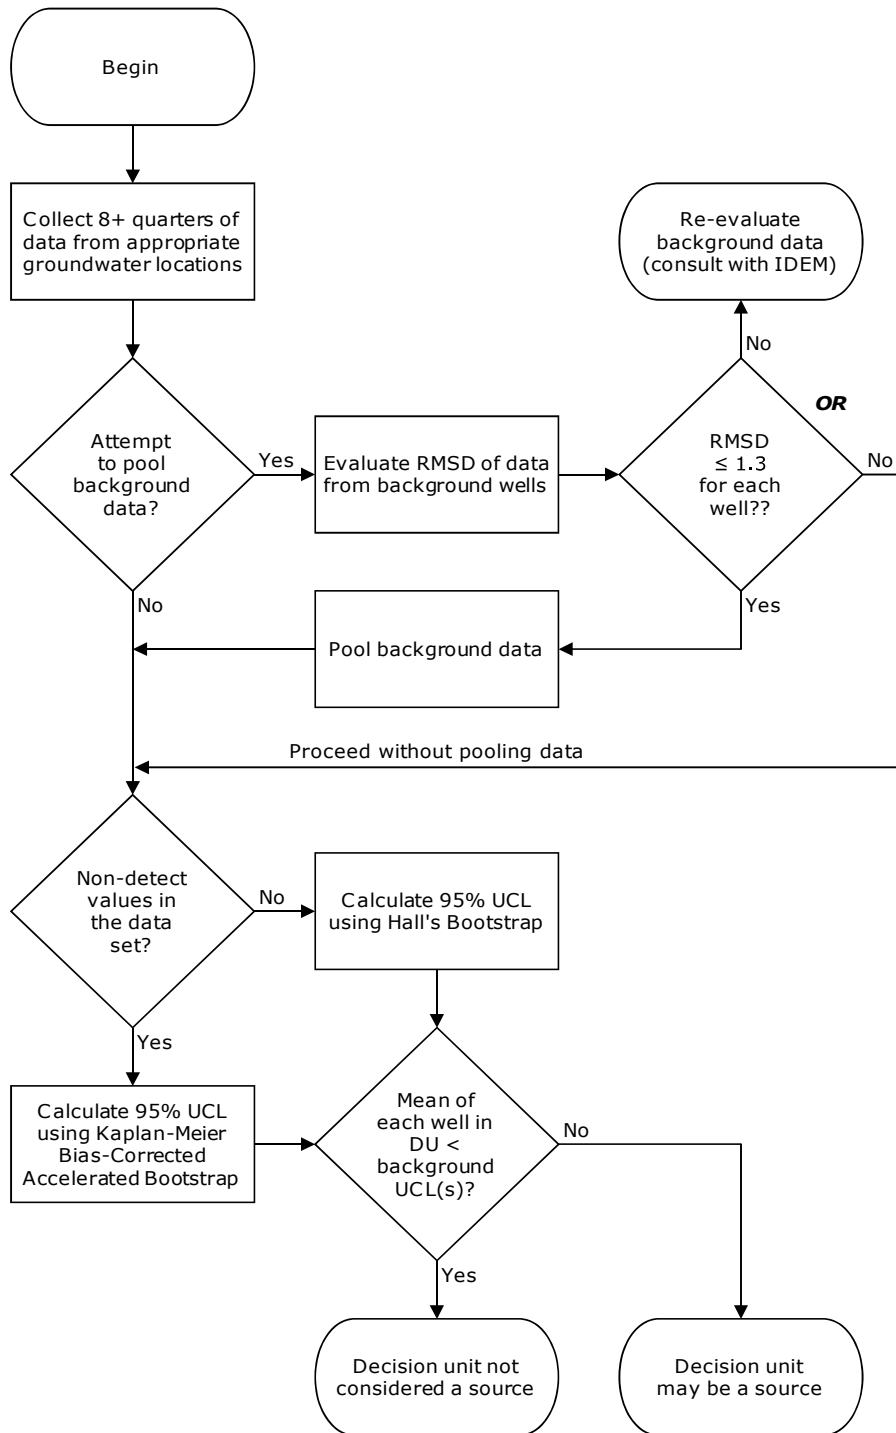 Begin
Collect 8+ quarters of
data from appropriate
groundwater locations
Re-evaluate
background data
(consult with IDEM)
No
OR
Attempt
to pool
background
data?
Yes
Evaluate RMSD of data
from background wells
RMSD
≤ 1.3
for each
well??
No
No
Yes
Pool background data
Proceed without pooling data
Non-detect
values in
the data
set?
No
Calculate 95% UCL
using Hall's Bootstrap
Yes
Calculate 95% UCL
using Kaplan-Meier
Bias-Corrected
Accelerated Bootstrap
Mean of
each well in
DU <
background
UCL(s)?
No
Yes
Decision unit not
considered a source
Decision unit
may be a source